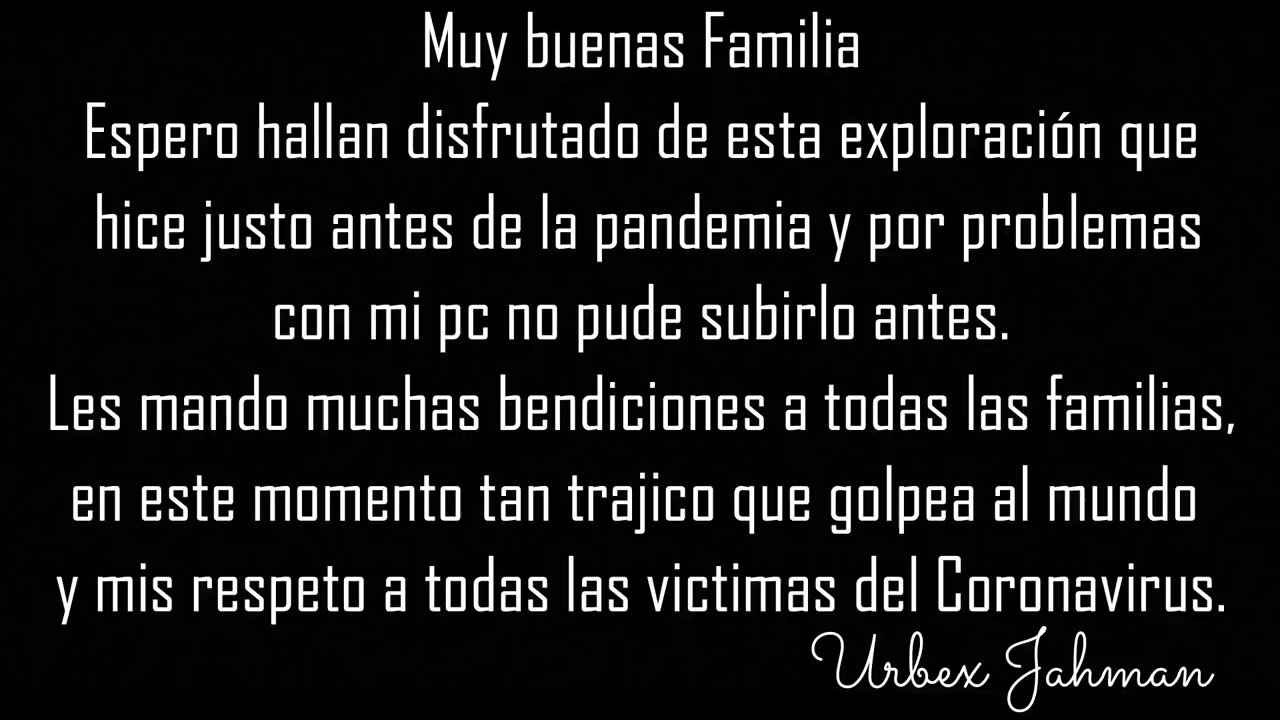 Muy buenas Familia
Espero hallan disfrutado de esta exploración que
hice justo antes de la pandemia y por problemas
con mi pc no pude subirlo antes.
Les mando muchas bendiciones a todas las familias,
en este momento tan trajico que golpea al mundo
y mis respeto a todas las victimas del Coronavirus.
Urbex Jahman